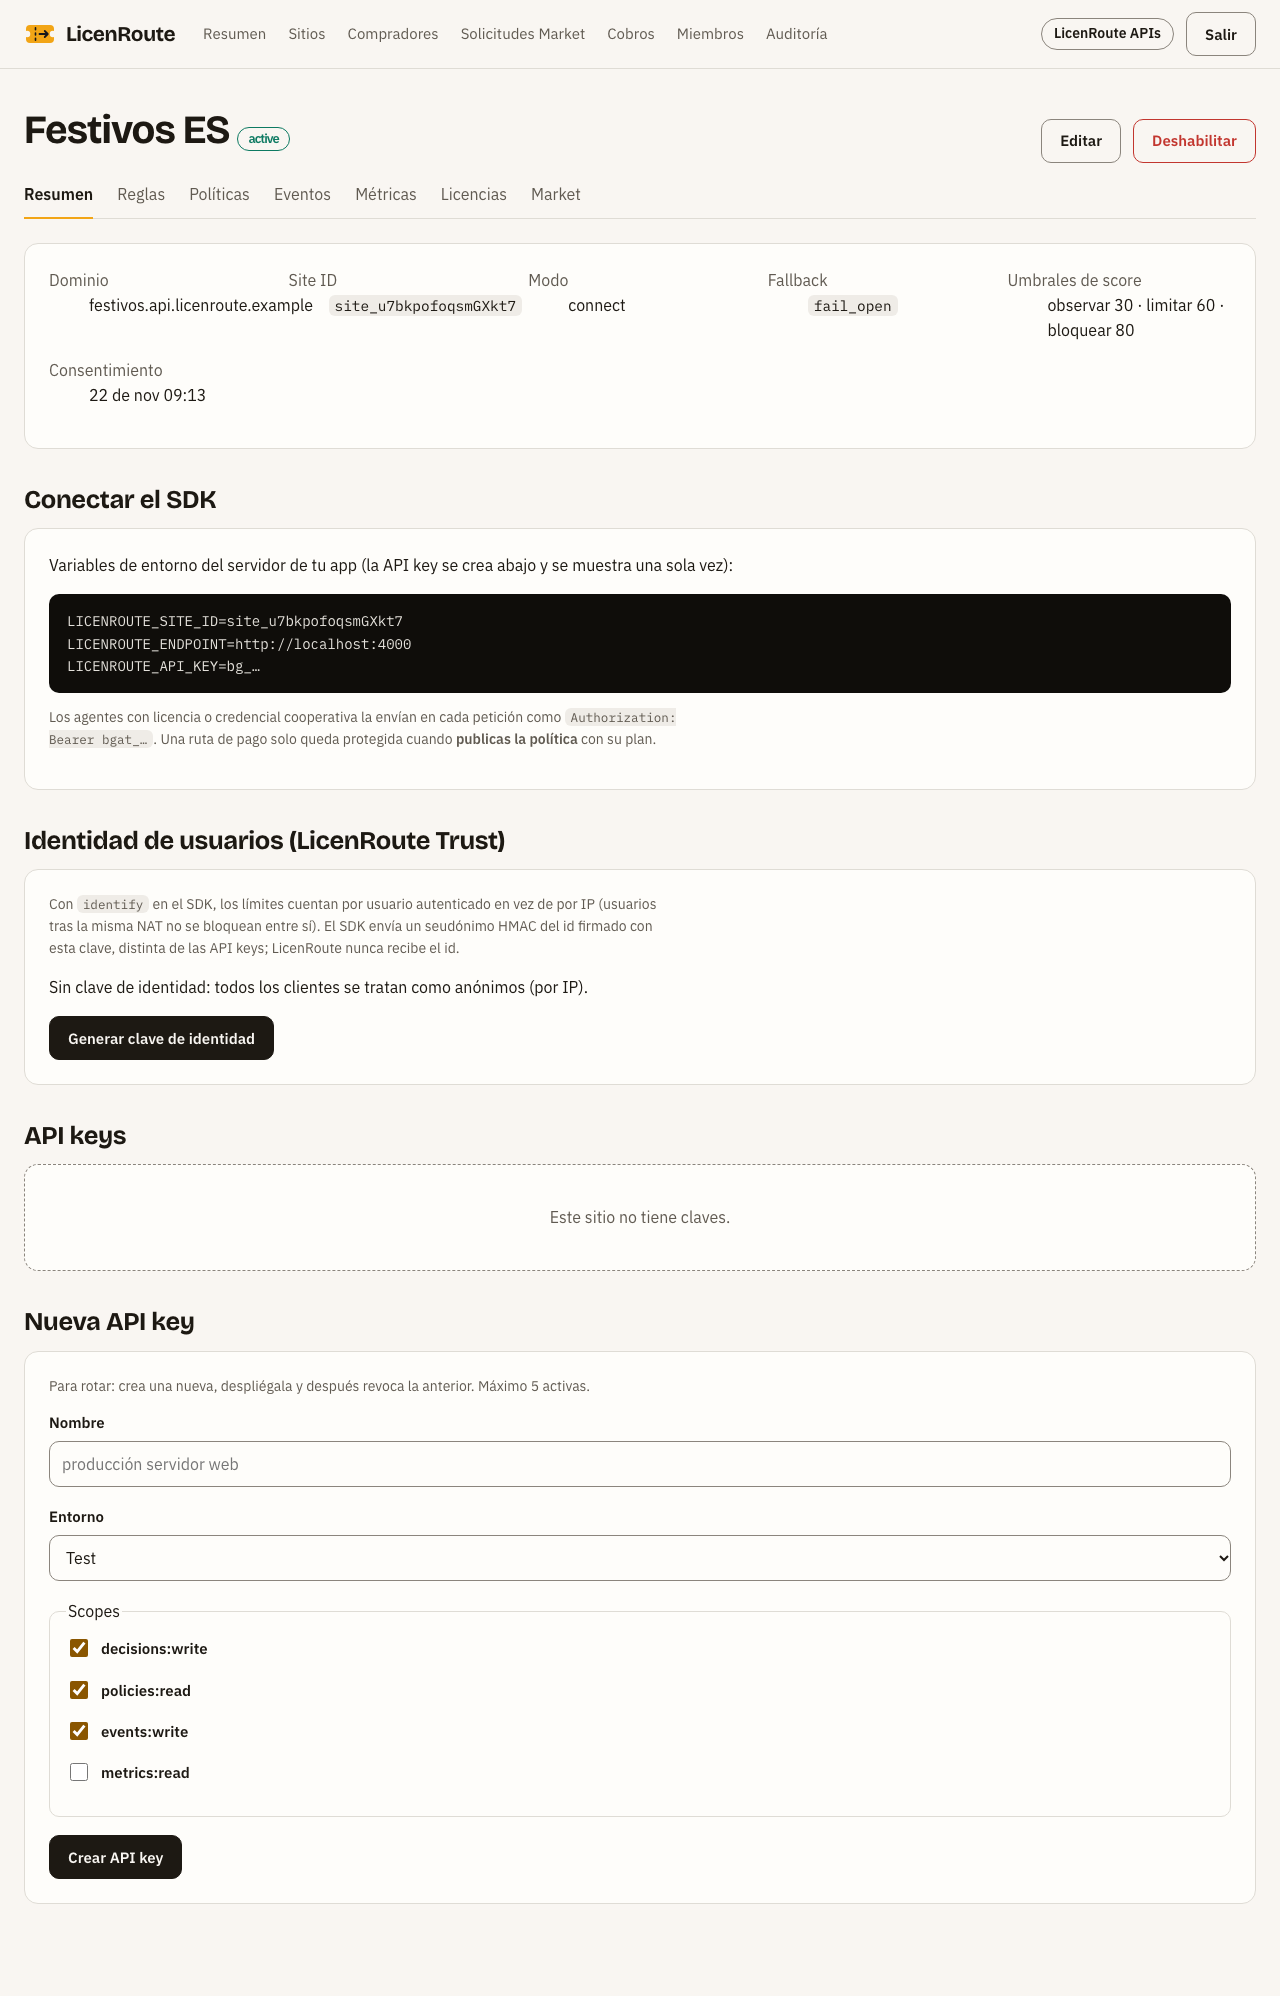 LicenRoute
Resumen Sitios Compradores Solicitudes Market Cobros Miembros Auditoría
LicenRoute APIs
Salir
Festivos ES active
Editar Deshabilitar
Resumen Reglas Políticas Eventos Métricas Licencias Market
Dominio
festivos.api.licenroute.example
Site ID
site_u7bkpofoqsmGXkt7
Modo
connect
Fallback
fail_open
Umbrales de score
observar 30 · limitar 60 ·
bloquear 80
Consentimiento
22 de nov 09:13
Conectar el SDK
Variables de entorno del servidor de tu app (la API key se crea abajo y se muestra una sola vez):
LICENROUTE_SITE_ID=site_u7bkpofoqsmGXkt7
LICENROUTE_ENDPOINT=http://localhost:4000
LICENROUTE_API_KEY=bg_…
Los agentes con licencia o credencial cooperativa la envían en cada petición como Authorization:
Bearer bgat_… . Una ruta de pago solo queda protegida cuando publicas la política con su plan.
Identidad de usuarios (LicenRoute Trust)
Con identify en el SDK, los límites cuentan por usuario autenticado en vez de por IP (usuarios
tras la misma NAT no se bloquean entre sí). El SDK envía un seudónimo HMAC del id firmado con
esta clave, distinta de las API keys; LicenRoute nunca recibe el id.
Sin clave de identidad: todos los clientes se tratan como anónimos (por IP).
Generar clave de identidad
API keys
Este sitio no tiene claves.
Nueva API key
Para rotar: crea una nueva, despliégala y después revoca la anterior. Máximo 5 activas.
Nombre
producción servidor web
Entorno
Test
Scopes
decisions:write
policies:read
events:write
metrics:read
Crear API key